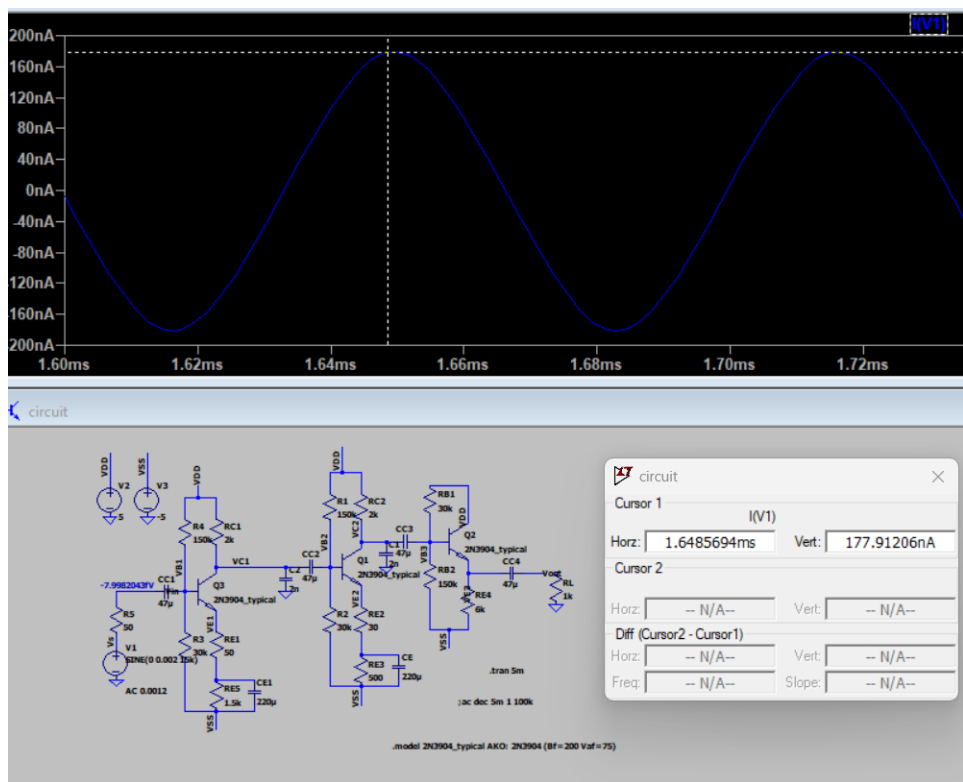 I(V1)
200nA
160nA
120nA
80nA
40nA
0nA
-40nA
-80nA
-120nA
-160nA
-200nA
1.60ms 1.62ms 1.64ms 1.66ms 1.68ms 1.70ms 1.72ms
circuit
VDD
V2
5
VSS
V3
-5
VDD
R4
150k
RC1
2k
VB1
VC1
-7.9982043fV
CC1
Vin
47µ
Q3
2N3904_typical
R5
50
Vs
V1
SINE(0 0.002 15k)
AC 0.0012
R3
30k
VE1
RE1
50
RE5
1.5k
CE1
220µ
VSS
C2
2n
CC2
47µ
VDD
R1
150k
RC2
2k
VB2
VC2
Q1
2N3904_typical
C1
2n
R2
30k
VE2
RE2
30
RE3
500
CE
220µ
VSS
CC3
47µ
RB1
30k
VDD
VB3
Q2
2N3904_typical
RB2
150k
VE3
RE4
6k
VSS
CC4
47µ
Vout
RL
1k
.tran 5m
;ac dec 5m 1 100k
.model 2N3904_typical AKO: 2N3904 (Bf=200 Vaf=75)
circuit
Cursor 1
I(V1)
Horz: 1.6485694ms Vert: 177.91206nA
Cursor 2
Horz: -- N/A-- Vert: -- N/A--
Diff (Cursor2 - Cursor1)
Horz: -- N/A-- Vert: -- N/A--
Freq: -- N/A-- Slope: -- N/A--